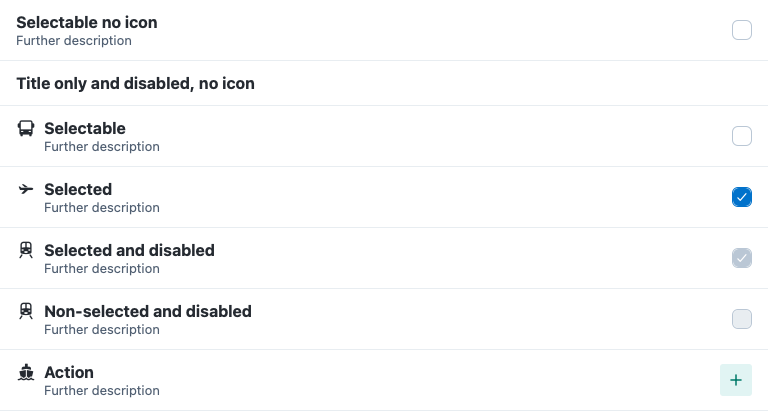 Selectable no icon
Further description
Title only and disabled, no icon
Selectable
Further description
Selected
Further description
Selected and disabled
Further description
Non-selected and disabled
Further description
Action
Further description